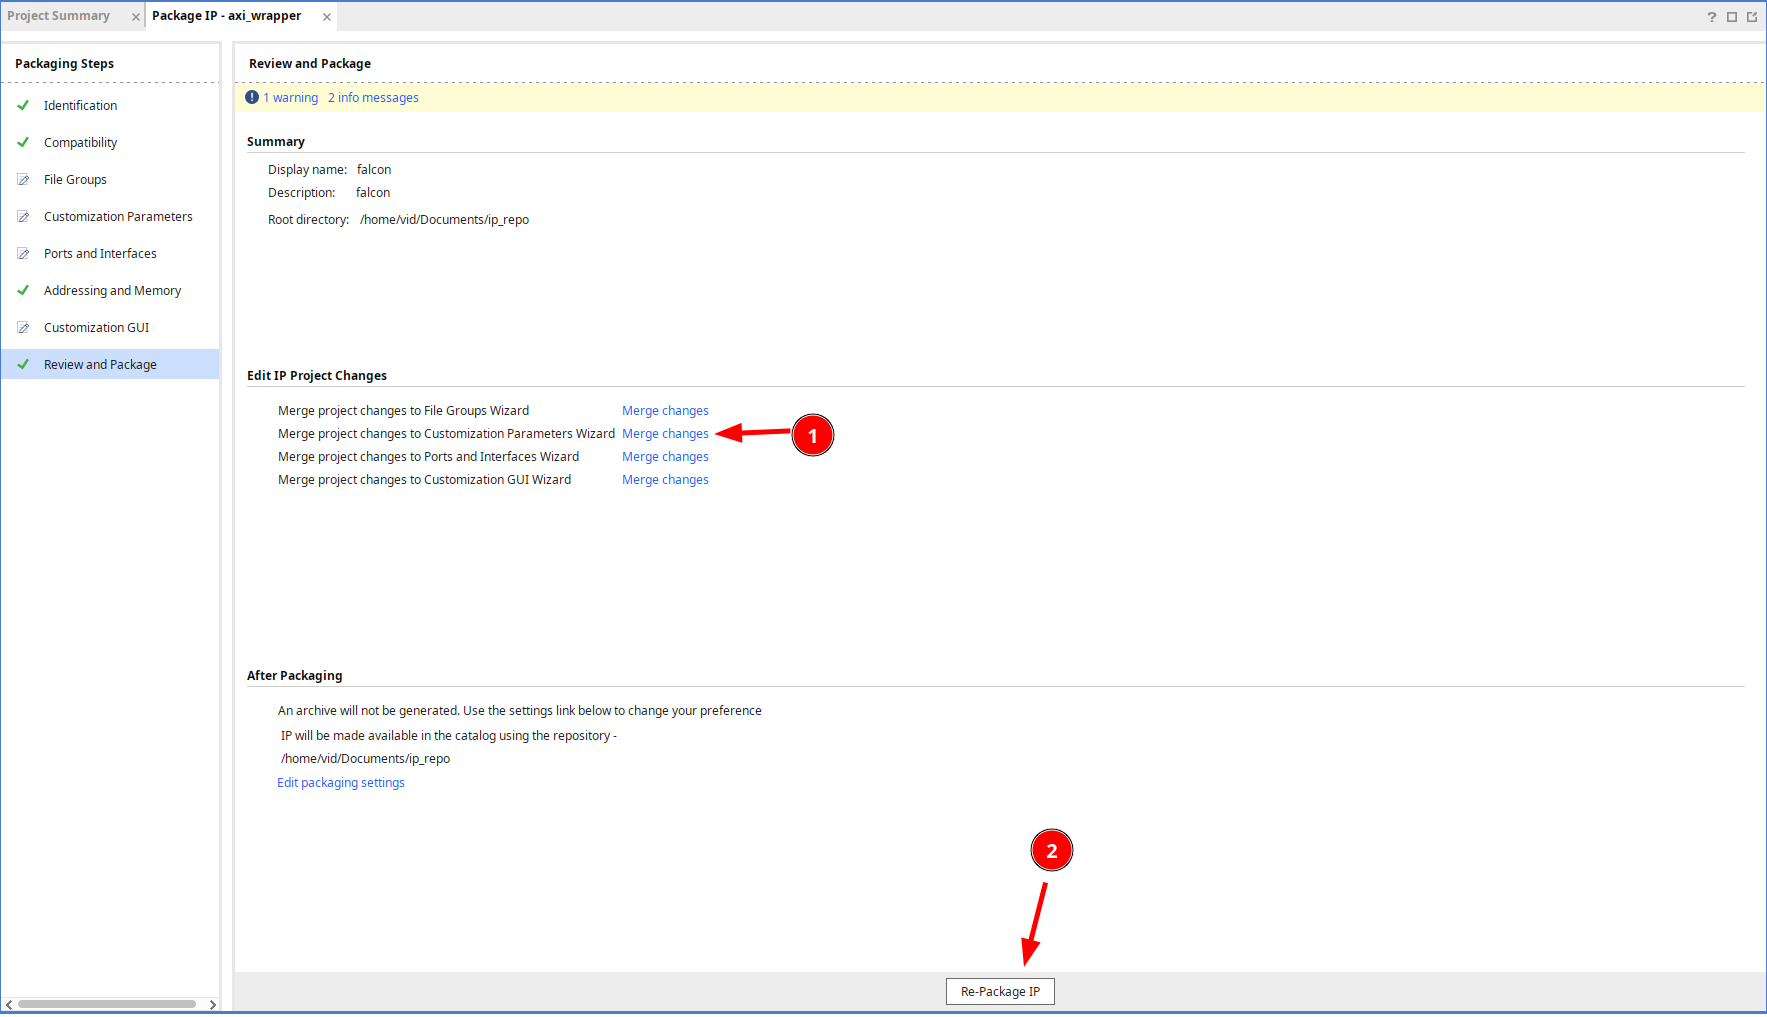 Project Summary
Package IP - axi_wrapper
Packaging Steps
Identification
Compatibility
File Groups
Customization Parameters
Ports and Interfaces
Addressing and Memory
Customization GUI
Review and Package
Review and Package
1 warning 2 info messages
Summary
Display name: falcon
Description: falcon
Root directory: /home/vid/Documents/ip_repo
Edit IP Project Changes
Merge project changes to File Groups Wizard Merge changes
Merge project changes to Customization Parameters Wizard Merge changes
1
Merge project changes to Ports and Interfaces Wizard Merge changes
Merge project changes to Customization GUI Wizard Merge changes
After Packaging
An archive will not be generated. Use the settings link below to change your preference
IP will be made available in the catalog using the repository -
/home/vid/Documents/ip_repo
Edit packaging settings
2
Re-Package IP